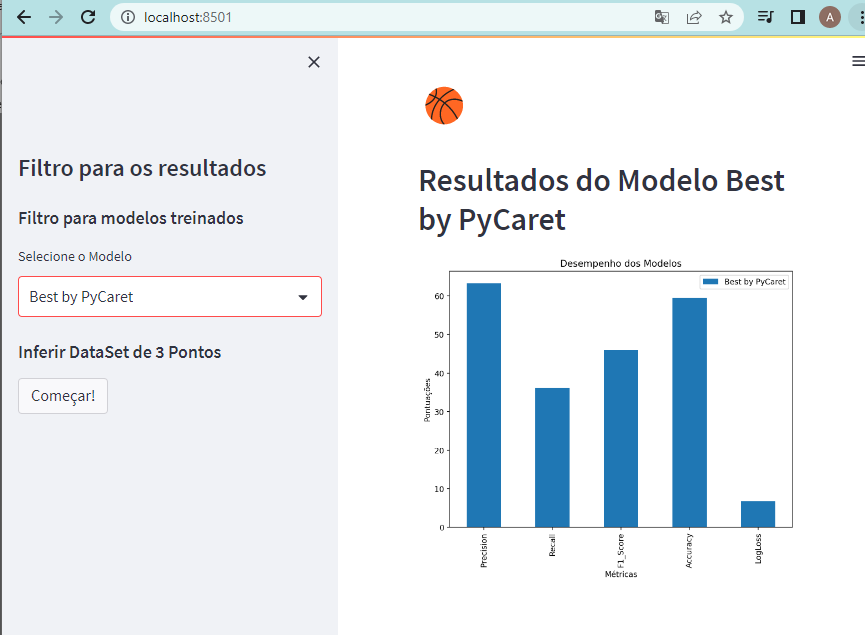 localhost:8501
A
Filtro para os resultados
Filtro para modelos treinados
Selecione o Modelo
Best by PyCaret
Inferir DataSet de 3 Pontos
Começar!
Resultados do Modelo Best
by PyCaret
Desempenho dos Modelos
Best by PyCaret
Pontuações
60
50
40
30
20
10
0
Precision
Recall
F1_Score
Accuracy
LogLoss
Métricas